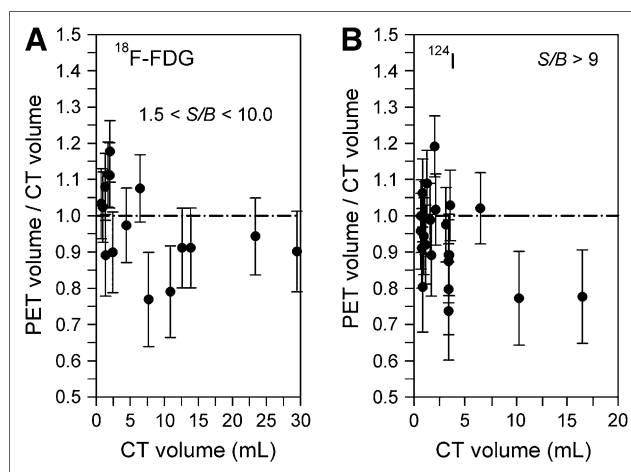 A
B
¹⁸F-FDG
¹²⁴I
S/B > 9
1.5 < S/B < 10.0
PET volume / CT volume
1.5
1.4
1.3
1.2
1.1
1.0
0.9
0.8
0.7
0.6
0.5
0 5 10 15 20 25 30
CT volume (mL)
PET volume / CT volume
1.5
1.4
1.3
1.2
1.1
1.0
0.9
0.8
0.7
0.6
0.5
0 5 10 15 20
CT volume (mL)